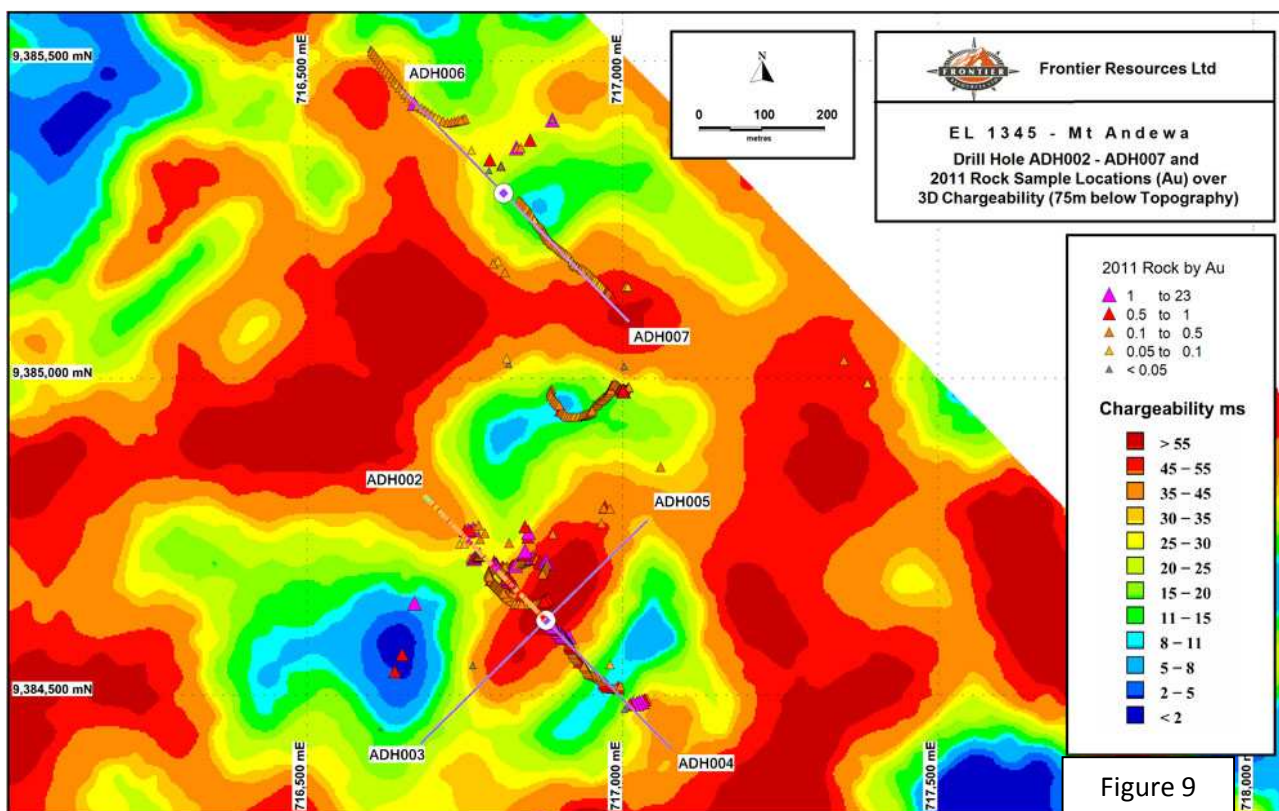 9,385,500 mN
716,500 mE
ADH006
717,000 mE
N
0 100 200
metres
FRONTIER
Frontier Resources Ltd
EL 1345 - Mt Andewa
Drill Hole ADH002 - ADH007 and
2011 Rock Sample Locations (Au) over
3D Chargeability (75m below Topography)
2011 Rock by Au
1 to 23
0.5 to 1
0.1 to 0.5
0.05 to 0.1
< 0.05
Chargeability ms
> 55
45 – 55
35 – 45
30 – 35
25 – 30
20 – 25
15 – 20
11 – 15
8 – 11
5 – 8
2 – 5
< 2
ADH007
9,385,000 mN
ADH002
ADH005
9,384,500 mN
ADH003
ADH004
716,500 mE
717,000 mE
717,500 mE
718,000 m
Figure 9